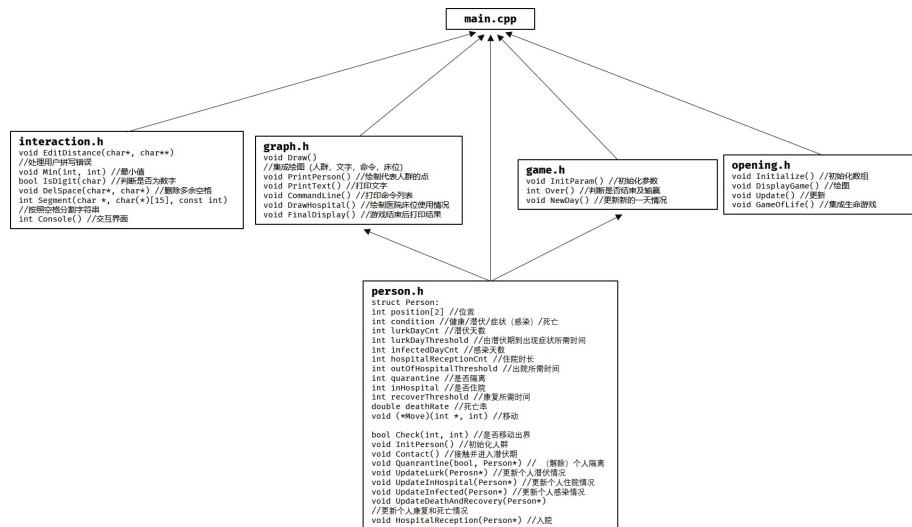 main.cpp
interaction.h
void EditDistance(char*, char**)
//处理用户拼写错误
void Min(int, int) //最小值
bool IsDigit(char) //判断是否为数字
void DelSpace(char*, char*) //删除多余空格
int Segment(char *, char(*)[15], const int)
//按照空格分割字符串
int Console() //交互界面
graph.h
void Draw()
//集成绘图（人群，文字，命令，床位）
void PrintPerson() //绘制代表人群的点
void PrintText() //打印文字
void CommandLine() //打印命令列表
void DrawHospital() //绘制医院床位使用情况
void FinalDisplay() //游戏结束后打印结果
game.h
void InitParam() //初始化参数
int Over() //判断是否结束及输赢
void NewDay() //更新新的一天情况
opening.h
void Initialize() //初始化数组
void DisplayGame() //绘图
void Update() //更新
void GameOfLife() //集成生命游戏
person.h
struct Person:
int position[2] //位置
int condition //健康/潜伏/症状（感染）/死亡
int lurkDayCnt //潜伏天数
int lurkDayThreshold //由潜伏期到出现症状所需时间
int infectedDayCnt //感染天数
int hospitalReceptionCnt //住院时长
int outOfHospitalThreshold //出院所需时间
int quarantine //是否隔离
int inHospital //是否住院
int recoverThreshold //康复所需时间
double deathRate //死亡率
void (*Move)(int *, int) //移动
bool Check(int, int) //是否移动出界
void InitPerson() //初始化人群
void Contact() //接触并进入潜伏期
void Quanrantine(bool, Person*) // （解除）个人隔离
void UpdateLurk(Perosn*) //更新个人潜伏情况
void UpdateInHospital(Person*) //更新个人住院情况
void UpdateInfected(Person*) //更新个人感染情况
void UpdateDeathAndRecovery(Person*)
//更新个人康复和死亡情况
void HospitalReception(Person*) //入院